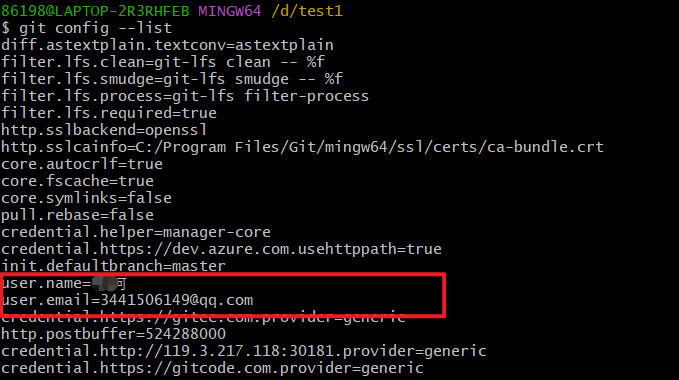 86198@LAPTOP-2R3RHFEB MINGW64 /d/test1
$ git config --list
diff.astextplain.textconv=astextplain
filter.lfs.clean=git-lfs clean -- %f
filter.lfs.smudge=git-lfs smudge -- %f
filter.lfs.process=git-lfs filter-process
filter.lfs.required=true
http.sslbackend=openssl
http.sslcainfo=C:/Program Files/Git/mingw64/ssl/certs/ca-bundle.crt
core.autocrlf=true
core.fscache=true
core.symlinks=false
pull.rebase=false
credential.helper=manager-core
credential.https://dev.azure.com.usehttppath=true
init.defaultbranch=master
user.name=可
user.email=3441506149@qq.com
credential.https://gitee.com.provider=generic
http.postbuffer=524288000
credential.http://119.3.217.118:30181.provider=generic
credential.https://gitcode.com.provider=generic